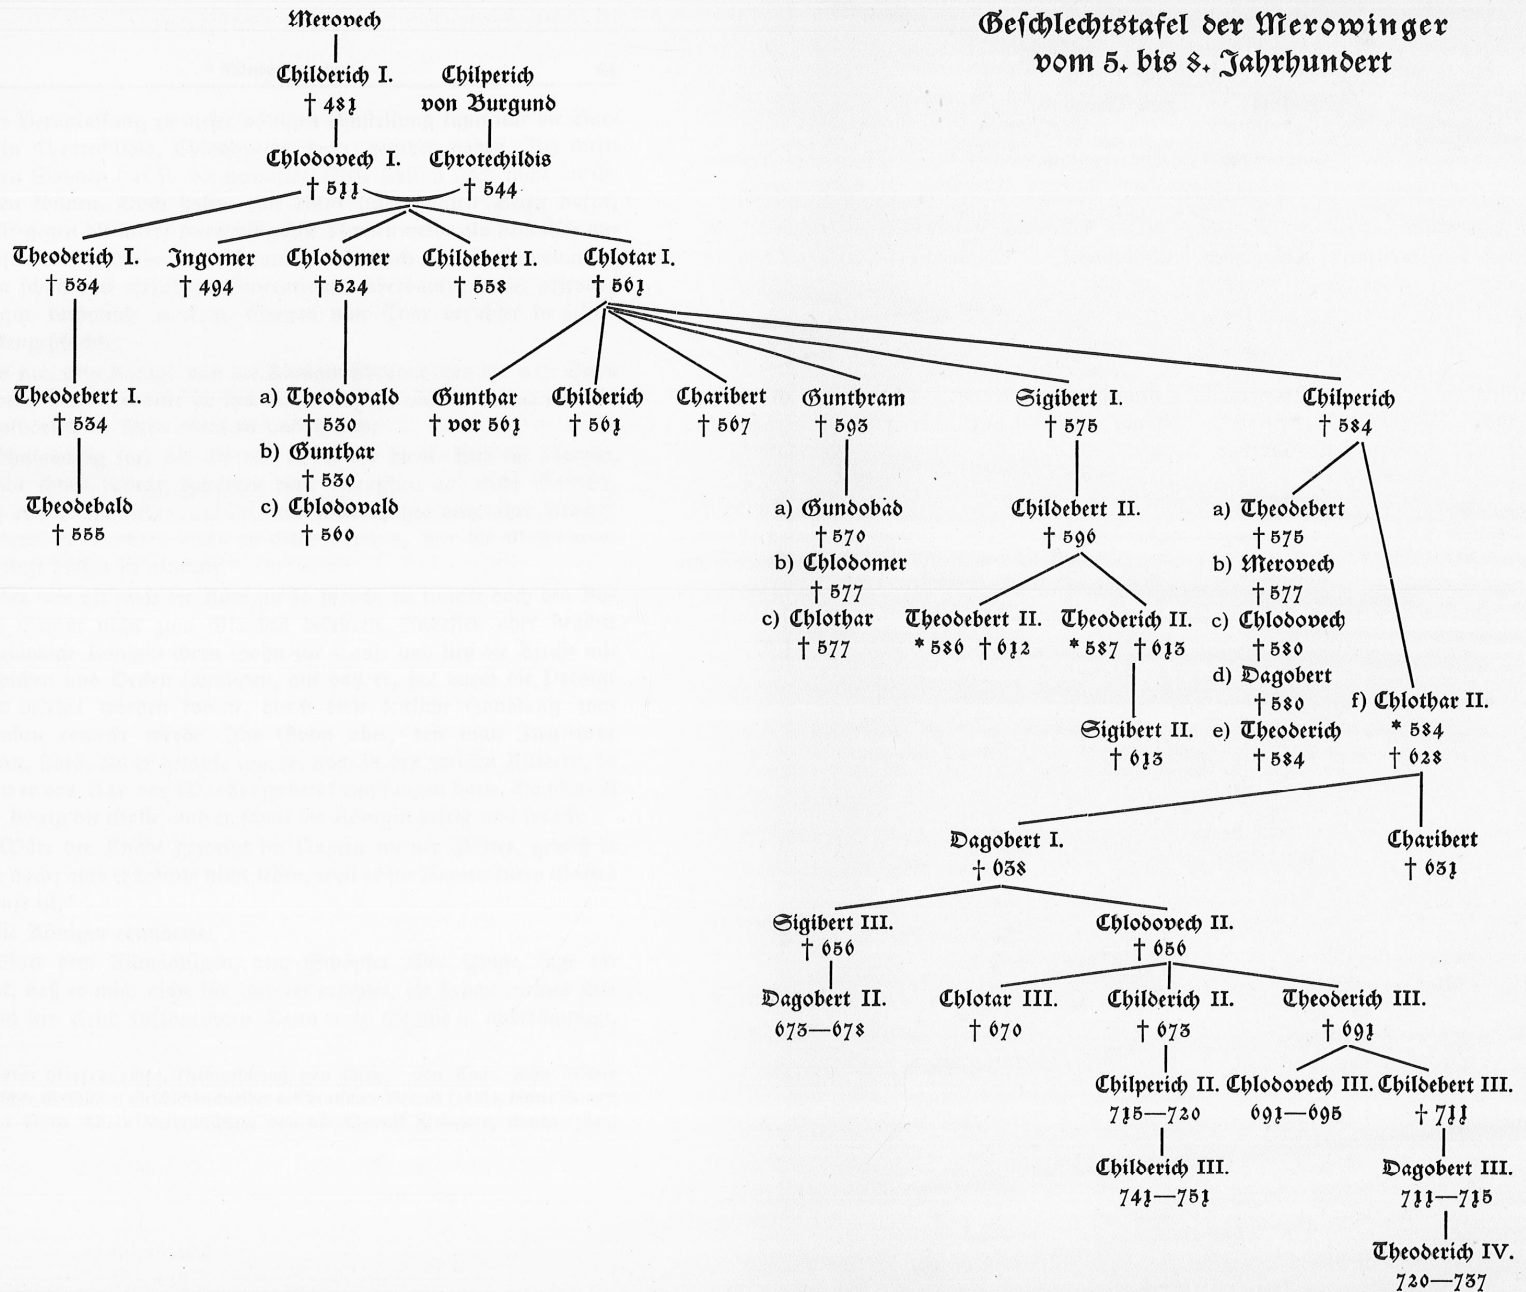 Geschlechtstafel der Merowinger
vom 5. bis 8. Jahrhundert
Merovech
Childerich I.
† 481
Chilperich
von Burgund
Chlodovech I.
† 511
Chrotechildis
† 544
Theoderich I.
† 534
Ingomer
† 494
Chlodomer
† 524
Childebert I.
† 558
Chlotar I.
† 561
Theodebert I.
† 534
a) Theodovald
† 530
b) Gunthar
† 530
c) Chlodovald
† 560
Gunthar
† vor 561
Childerich
† 561
Charibert
† 567
Gunthram
† 593
Sigibert I.
† 575
Chilperich
† 584
Theodebald
† 555
a) Gundobad
† 570
b) Chlodomer
† 577
c) Chlothar
† 577
Childebert II.
† 596
Theodebert II.
* 586 † 612
Theoderich II.
* 587 † 613
Sigibert II.
† 613
a) Theodebert
† 575
b) Merovech
† 577
c) Chlodovech
† 580
d) Dagobert
† 580
e) Theoderich
† 584
f) Chlothar II.
* 584
† 628
Dagobert I.
† 638
Charibert
† 631
Sigibert III.
† 656
Chlodovech II.
† 656
Dagobert II.
673—678
Chlotar III.
† 670
Childerich II.
† 673
Theoderich III.
† 691
Chilperich II.
715—720
Chlodovech III.
691—695
Childebert III.
† 711
Childerich III.
741—751
Dagobert III.
711—715
Theoderich IV.
720—737